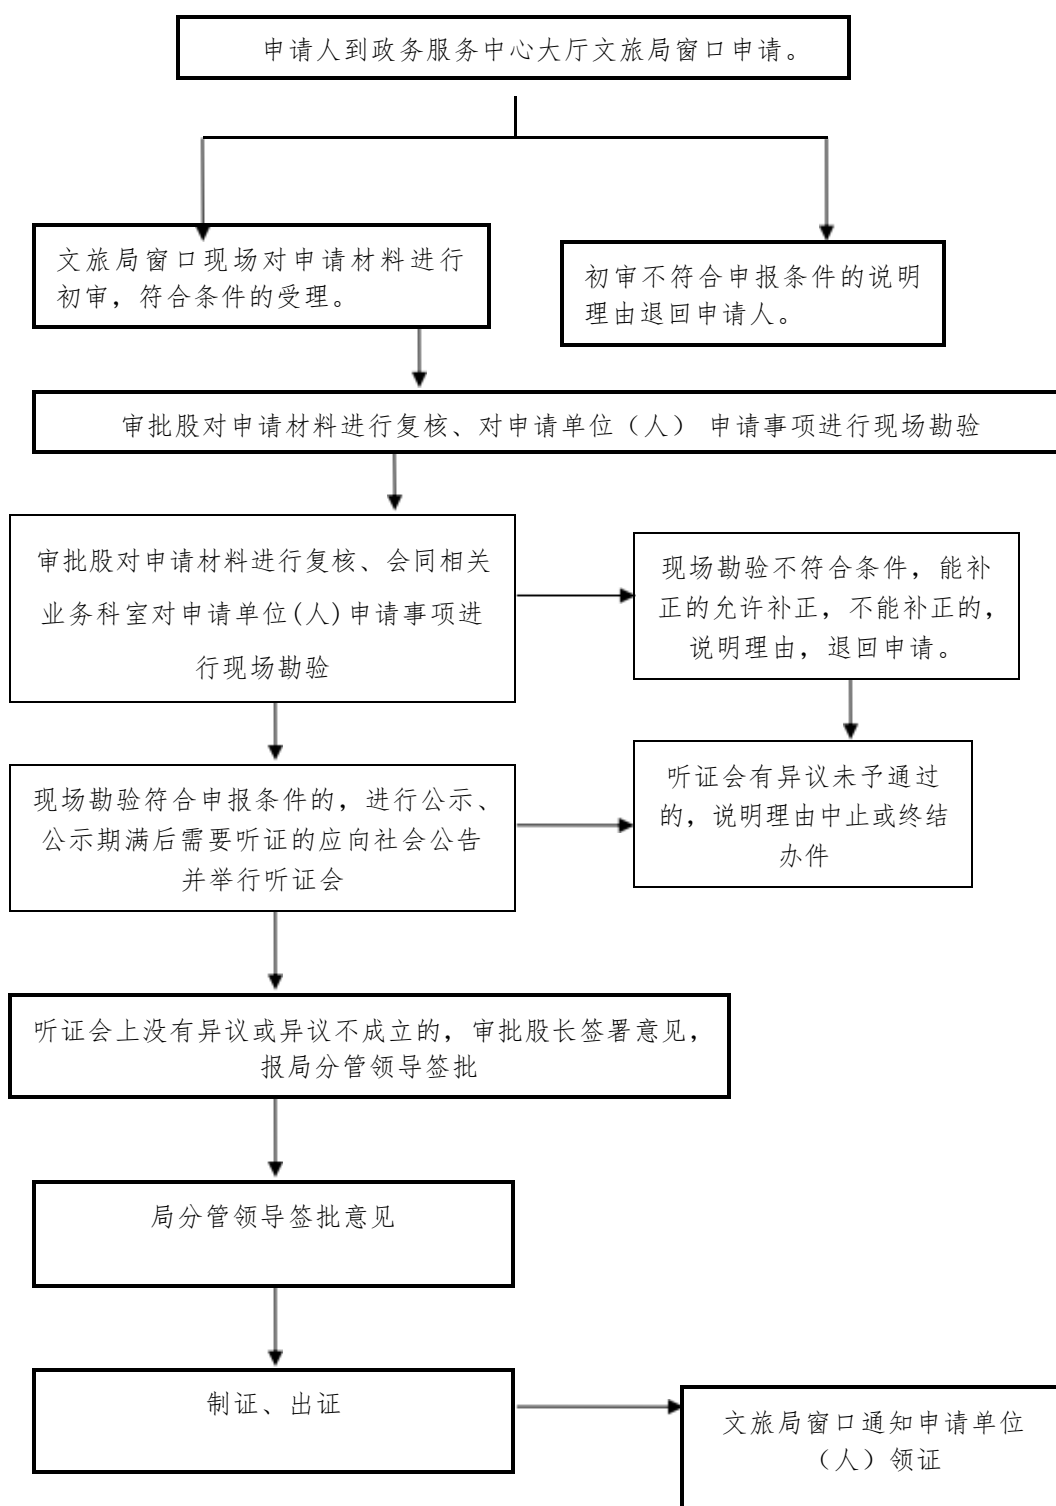 申请人到政务服务中心大厅文旅局窗口申请。
文旅局窗口现场对申请材料进行
初审，符合条件的受理。
初审不符合申报条件的说明
理由退回申请人。
审批股对申请材料进行复核、对申请单位（人） 申请事项进行现场勘验
审批股对申请材料进行复核、会同相关
业务科室对申请单位(人)申请事项进
行现场勘验
现场勘验不符合条件，能补
正的允许补正，不能补正的，
说明理由，退回申请。
现场勘验符合申报条件的，进行公示、
公示期满后需要听证的应向社会公告
并举行听证会
听证会有异议未予通过
的，说明理由中止或终结
办件
听证会上没有异议或异议不成立的，审批股长签署意见，
报局分管领导签批
局分管领导签批意见
制证、出证
文旅局窗口通知申请单位
（人）领证